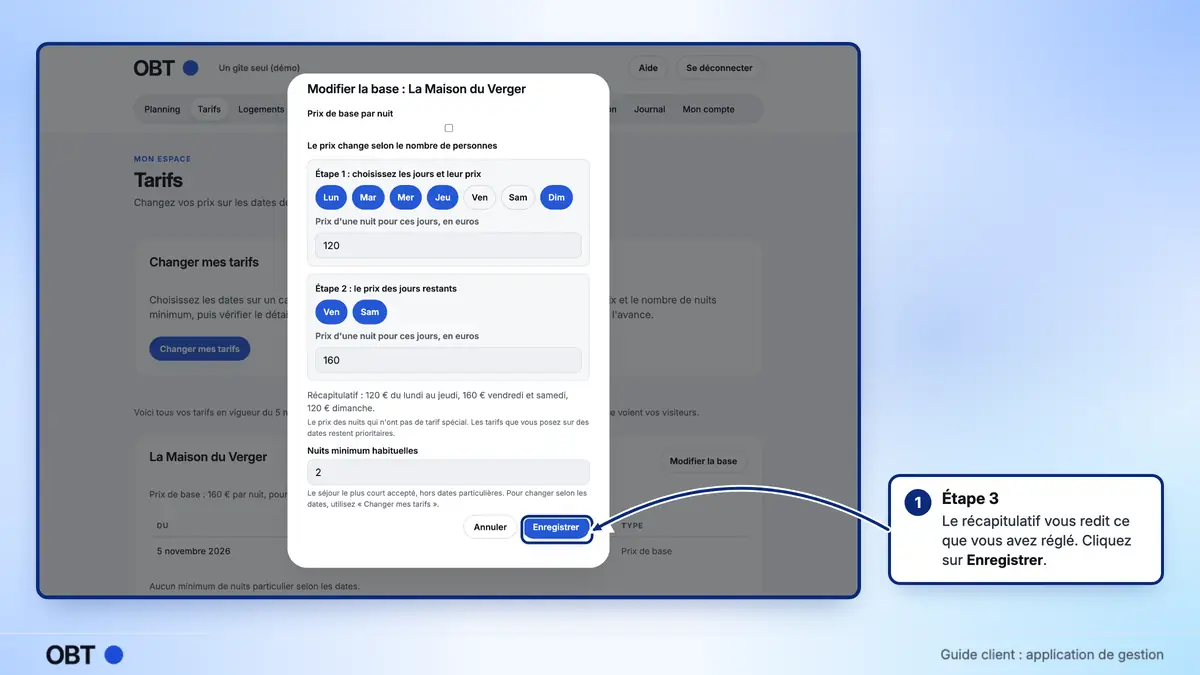 OBT
Un gîte seul (démo)
Aide
Se déconnecter
Planning
Tarifs
Logements
Journal
Mon compte
MON ESPACE
Tarifs
Changez vos prix sur les dates
Changer mes tarifs
Choisissez les dates sur un
et le nombre de nuits
minimum, puis vérifier le
l'avance.
Changer mes tarifs
Voici tous vos tarifs en vigueur du 5
voient vos visiteurs.
La Maison du Verger
Modifier la base
Prix de base : 160 € par nuit,
DU
TYPE
5 novembre 2026
Prix de base
Aucun minimum de nuits particulier selon les dates.
Modifier la base : La Maison du Verger
Prix de base par nuit
Le prix change selon le nombre de personnes
Étape 1 : choisissez les jours et leur prix
Lun Mar Mer Jeu Ven Sam Dim
Prix d'une nuit pour ces jours, en euros
120
Étape 2 : le prix des jours restants
Ven Sam
Prix d'une nuit pour ces jours, en euros
160
Récapitulatif : 120 € du lundi au jeudi, 160 € vendredi et samedi,
120 € dimanche.
Le prix des nuits qui n'ont pas de tarif spécial. Les tarifs que vous posez sur des
dates restent prioritaires.
Nuits minimum habituelles
2
Le séjour le plus court accepté, hors dates particulières. Pour changer selon les
dates, utilisez « Changer mes tarifs ».
Annuler
Enregistrer
1
Étape 3
Le récapitulatif vous redit ce
que vous avez réglé. Cliquez
sur Enregistrer.
OBT
Guide client : application de gestion